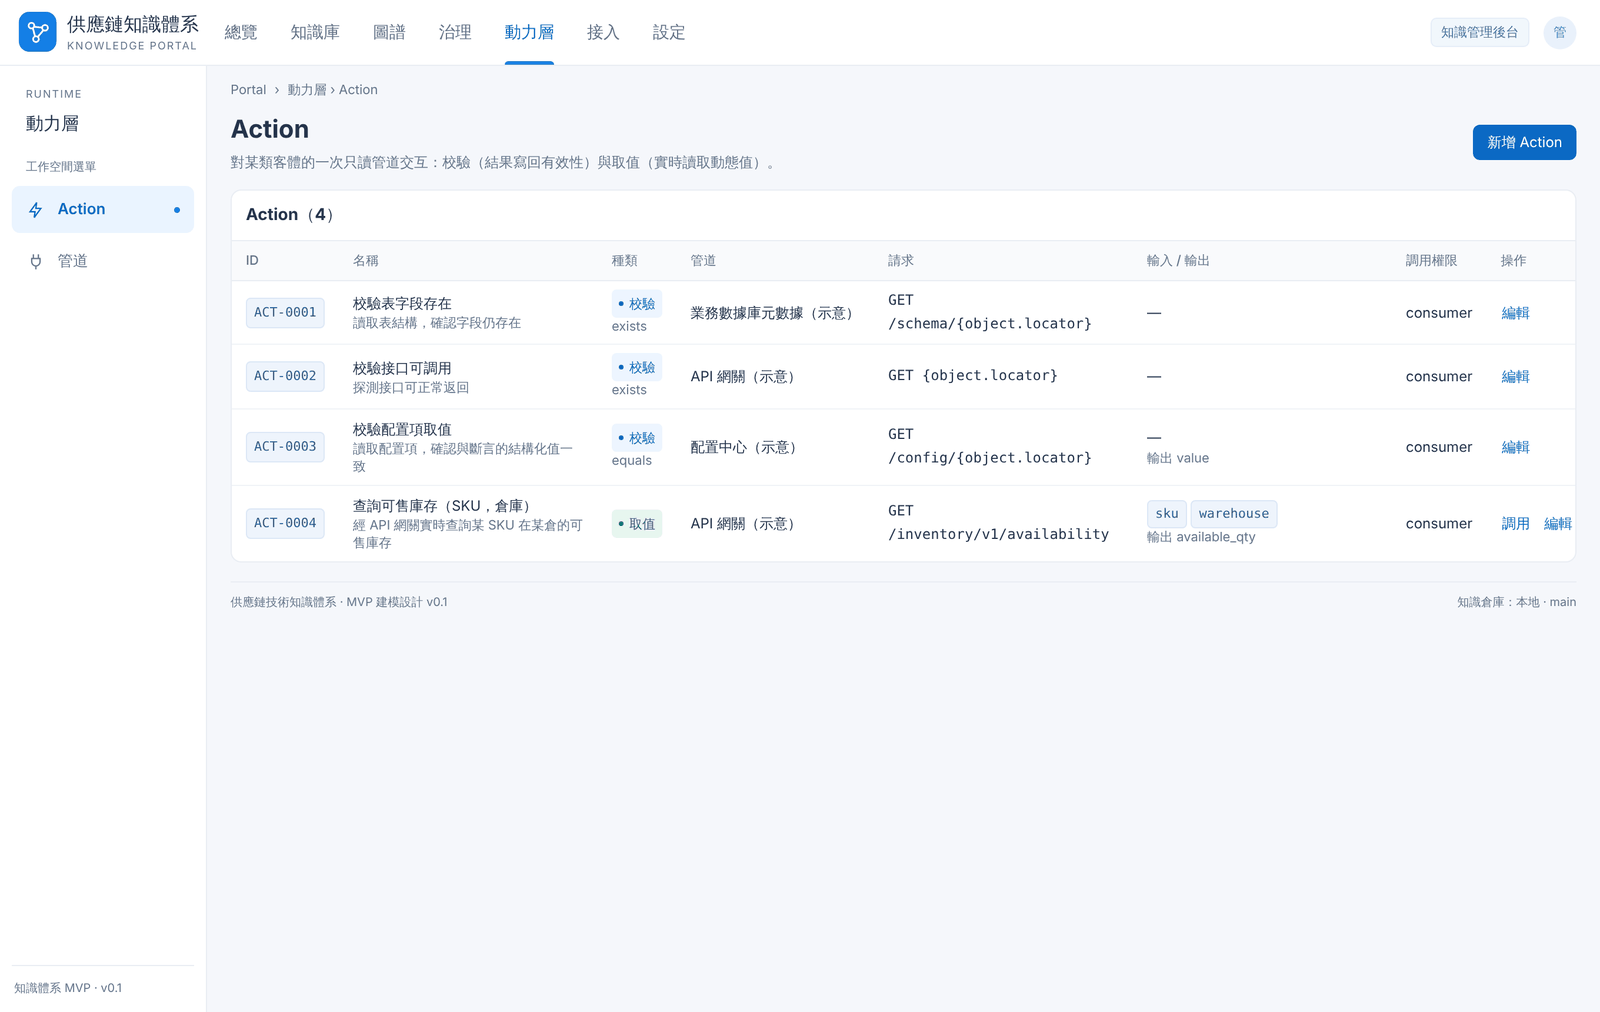 供應鏈知識體系
KNOWLEDGE PORTAL
總覽 知識庫 圖譜 治理 動力層 接入 設定
知識管理後台 管
RUNTIME
動力層
工作空間選單
Action
管道
知識體系 MVP · v0.1
Portal › 動力層 › Action
Action
對某類客體的一次只讀管道交互：校驗（結果寫回有效性）與取值（實時讀取動態值）。
新增 Action
Action（4）
ID 名稱 種類 管道 請求 輸入 / 輸出 調用權限 操作
ACT-0001
校驗表字段存在
讀取表結構，確認字段仍存在
校驗
exists
業務數據庫元數據（示意）
GET
/schema/{object.locator}
—
consumer
編輯
ACT-0002
校驗接口可調用
探測接口可正常返回
校驗
exists
API 網關（示意）
GET {object.locator}
—
consumer
編輯
ACT-0003
校驗配置項取值
讀取配置項，確認與斷言的結構化值一
致
校驗
equals
配置中心（示意）
GET
/config/{object.locator}
—
輸出 value
consumer
編輯
ACT-0004
查詢可售庫存（SKU，倉庫）
經 API 網關實時查詢某 SKU 在某倉的可
售庫存
取值
API 網關（示意）
GET
/inventory/v1/availability
sku warehouse
輸出 available_qty
consumer
調用 編輯
供應鏈技術知識體系 · MVP 建模設計 v0.1
知識倉庫：本地 · main